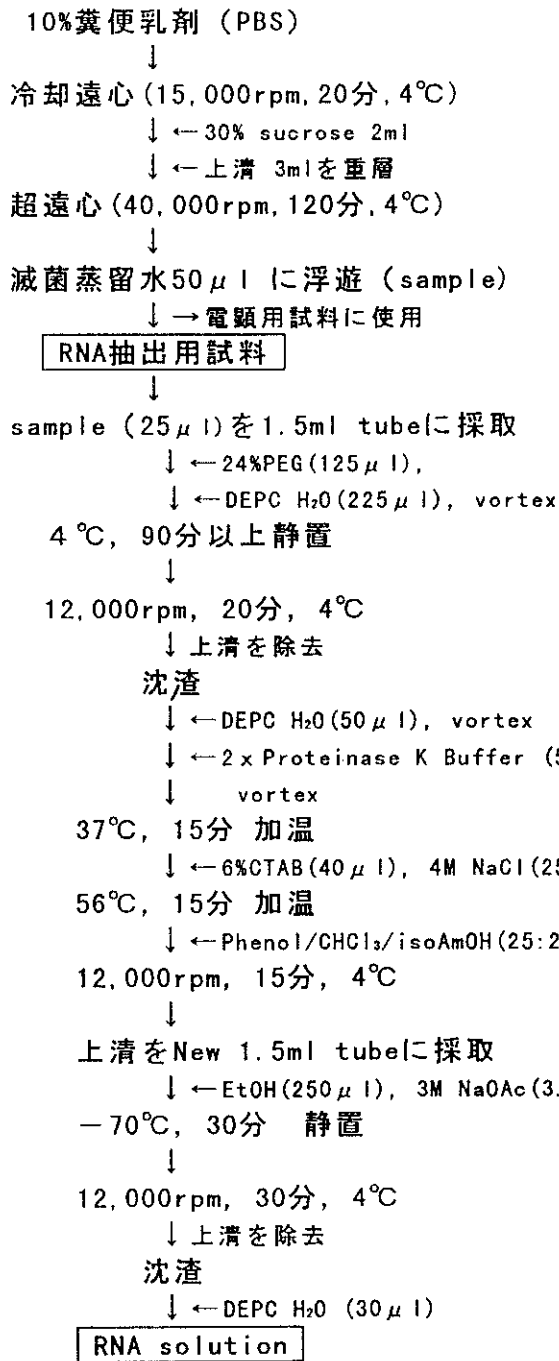 10%糞便乳剤 (PBS)
↓
冷却遠心(15,000rpm,20分,4℃)
↓ ←30% sucrose 2ml
↓ ←上清 3mlを重層
超遠心(40,000rpm,120分,4℃)
↓
滅菌蒸留水50μl に浮遊 (sample)
↓ →電顕用試料に使用
RNA抽出用試料
↓
sample (25μl)を1.5ml tubeに採取
↓ ←24%PEG(125μl),
↓ ←DEPC H₂O(225μl), vortex
4℃, 90分以上静置
↓
12,000rpm, 20分, 4℃
↓ 上清を除去
沈渣
↓ ←DEPC H₂O(50μl), vortex
↓ ←2x Proteinase K Buffer (5
↓ vortex
37℃, 15分 加温
↓ ←6%CTAB(40μl), 4M NaCl(25
56℃, 15分 加温
↓ ←Phenol/CHCl₃/isoAmOH(25:2
12,000rpm, 15分, 4℃
↓
上清をNew 1.5ml tubeに採取
↓ ←EtOH(250μl), 3M NaOAc(3.
－70℃, 30分 静置
↓
12,000rpm, 30分, 4℃
↓ 上清を除去
沈渣
↓ ←DEPC H₂O (30μl)
RNA solution